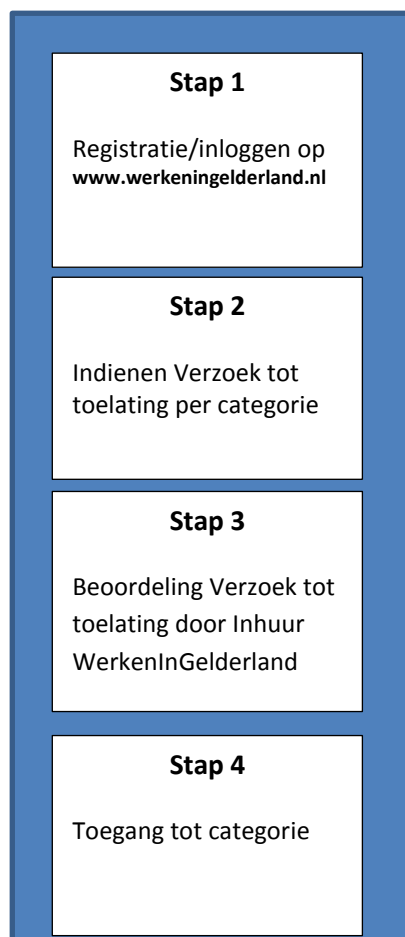 Stap 1
Registratie/inloggen op
www.werkeningelderland.nl
Stap 2
Indienen Verzoek tot
toelating per categorie
Stap 3
Beoordeling Verzoek tot
toelating door Inhuur
WerkenInGelderland
Stap 4
Toegang tot categorie